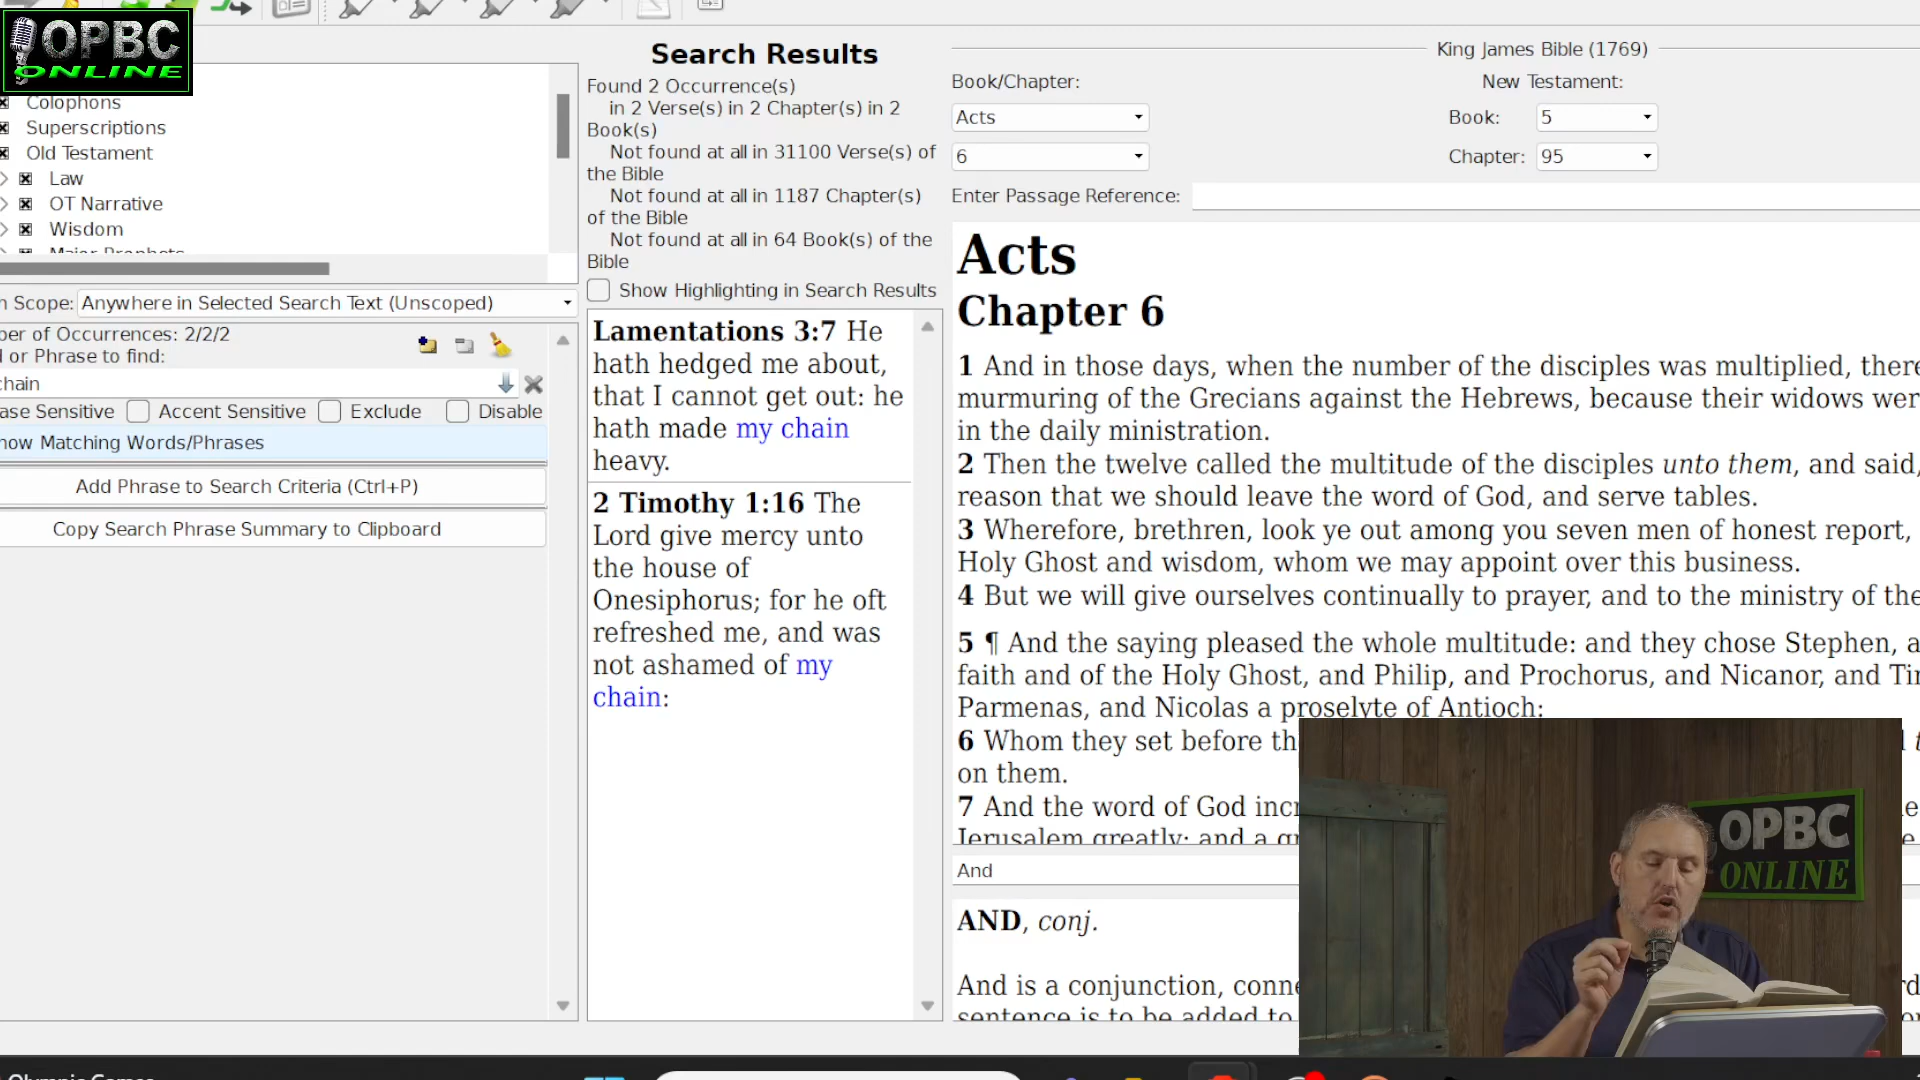 OPBC
ONLINE
Colophons
Superscriptions
Old Testament
Law
OT Narrative
Wisdom
Scope: Anywhere in Selected Search Text (Unscoped)
of Occurrences: 2/2/2
or Phrase to find:
chain
Sensitive Accent Sensitive Exclude Disable
Matching Words/Phrases
Add Phrase to Search Criteria (Ctrl+P)
Copy Search Phrase Summary to Clipboard
Search Results
Found 2 Occurrence(s)
in 2 Verse(s) in 2 Chapter(s) in 2
Book(s)
Not found at all in 31100 Verse(s) of
the Bible
Not found at all in 1187 Chapter(s)
of the Bible
Not found at all in 64 Book(s) of the
Bible
Show Highlighting in Search Results
Lamentations 3:7 He
hath hedged me about,
that I cannot get out: he
hath made my chain
heavy.
2 Timothy 1:16 The
Lord give mercy unto
the house of
Onesiphorus; for he oft
refreshed me, and was
not ashamed of my
chain:
King James Bible (1769)
Book/Chapter:
New Testament:
Acts
Book: 5
6
Chapter: 95
Enter Passage Reference:
Acts
Chapter 6
1 And in those days, when the number of the disciples was multiplied, there
murmuring of the Grecians against the Hebrews, because their widows wer
in the daily ministration.
2 Then the twelve called the multitude of the disciples unto them, and said,
reason that we should leave the word of God, and serve tables.
3 Wherefore, brethren, look ye out among you seven men of honest report,
Holy Ghost and wisdom, whom we may appoint over this business.
4 But we will give ourselves continually to prayer, and to the ministry of the
5 ¶ And the saying pleased the whole multitude: and they chose Stephen, a
faith and of the Holy Ghost, and Philip, and Prochorus, and Nicanor, and Tir
Parmenas, and Nicolas a proselyte of Antioch:
6 Whom they set before th
on them.
7 And the word of God incr
Jerusalem greatly: and a gr
And
AND, conj.
And is a conjunction, conne
sentence is to be added to
OPBC
ONLINE